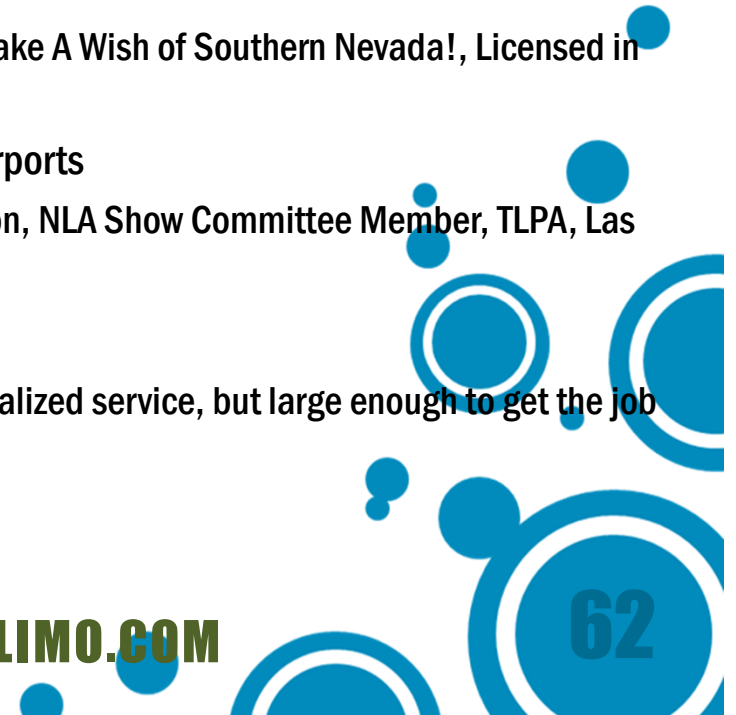 ake A Wish of Southern Nevada!, Licensed in
rports
on, NLA Show Committee Member, TLPA, Las
alized service, but large enough to get the job
LIMO.COM
62